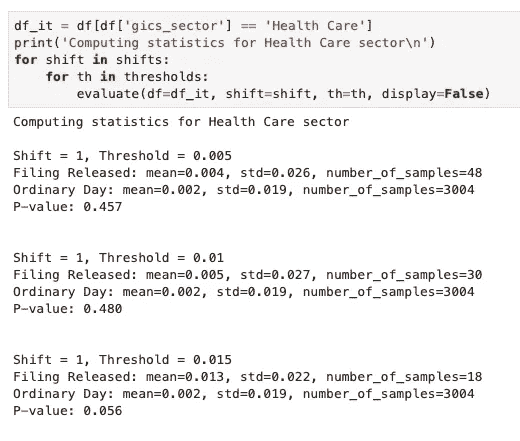 df_it = df[df['gics_sector'] == 'Health Care']
print('Computing statistics for Health Care sector\n')
for shift in shifts:
    for th in thresholds:
        evaluate(df=df_it, shift=shift, th=th, display=False)
Computing statistics for Health Care sector
Shift = 1, Threshold = 0.005
Filing Released: mean=0.004, std=0.026, number_of_samples=48
Ordinary Day: mean=0.002, std=0.019, number_of_samples=3004
P-value: 0.457
Shift = 1, Threshold = 0.01
Filing Released: mean=0.005, std=0.027, number_of_samples=30
Ordinary Day: mean=0.002, std=0.019, number_of_samples=3004
P-value: 0.480
Shift = 1, Threshold = 0.015
Filing Released: mean=0.013, std=0.022, number_of_samples=18
Ordinary Day: mean=0.002, std=0.019, number_of_samples=3004
P-value: 0.056